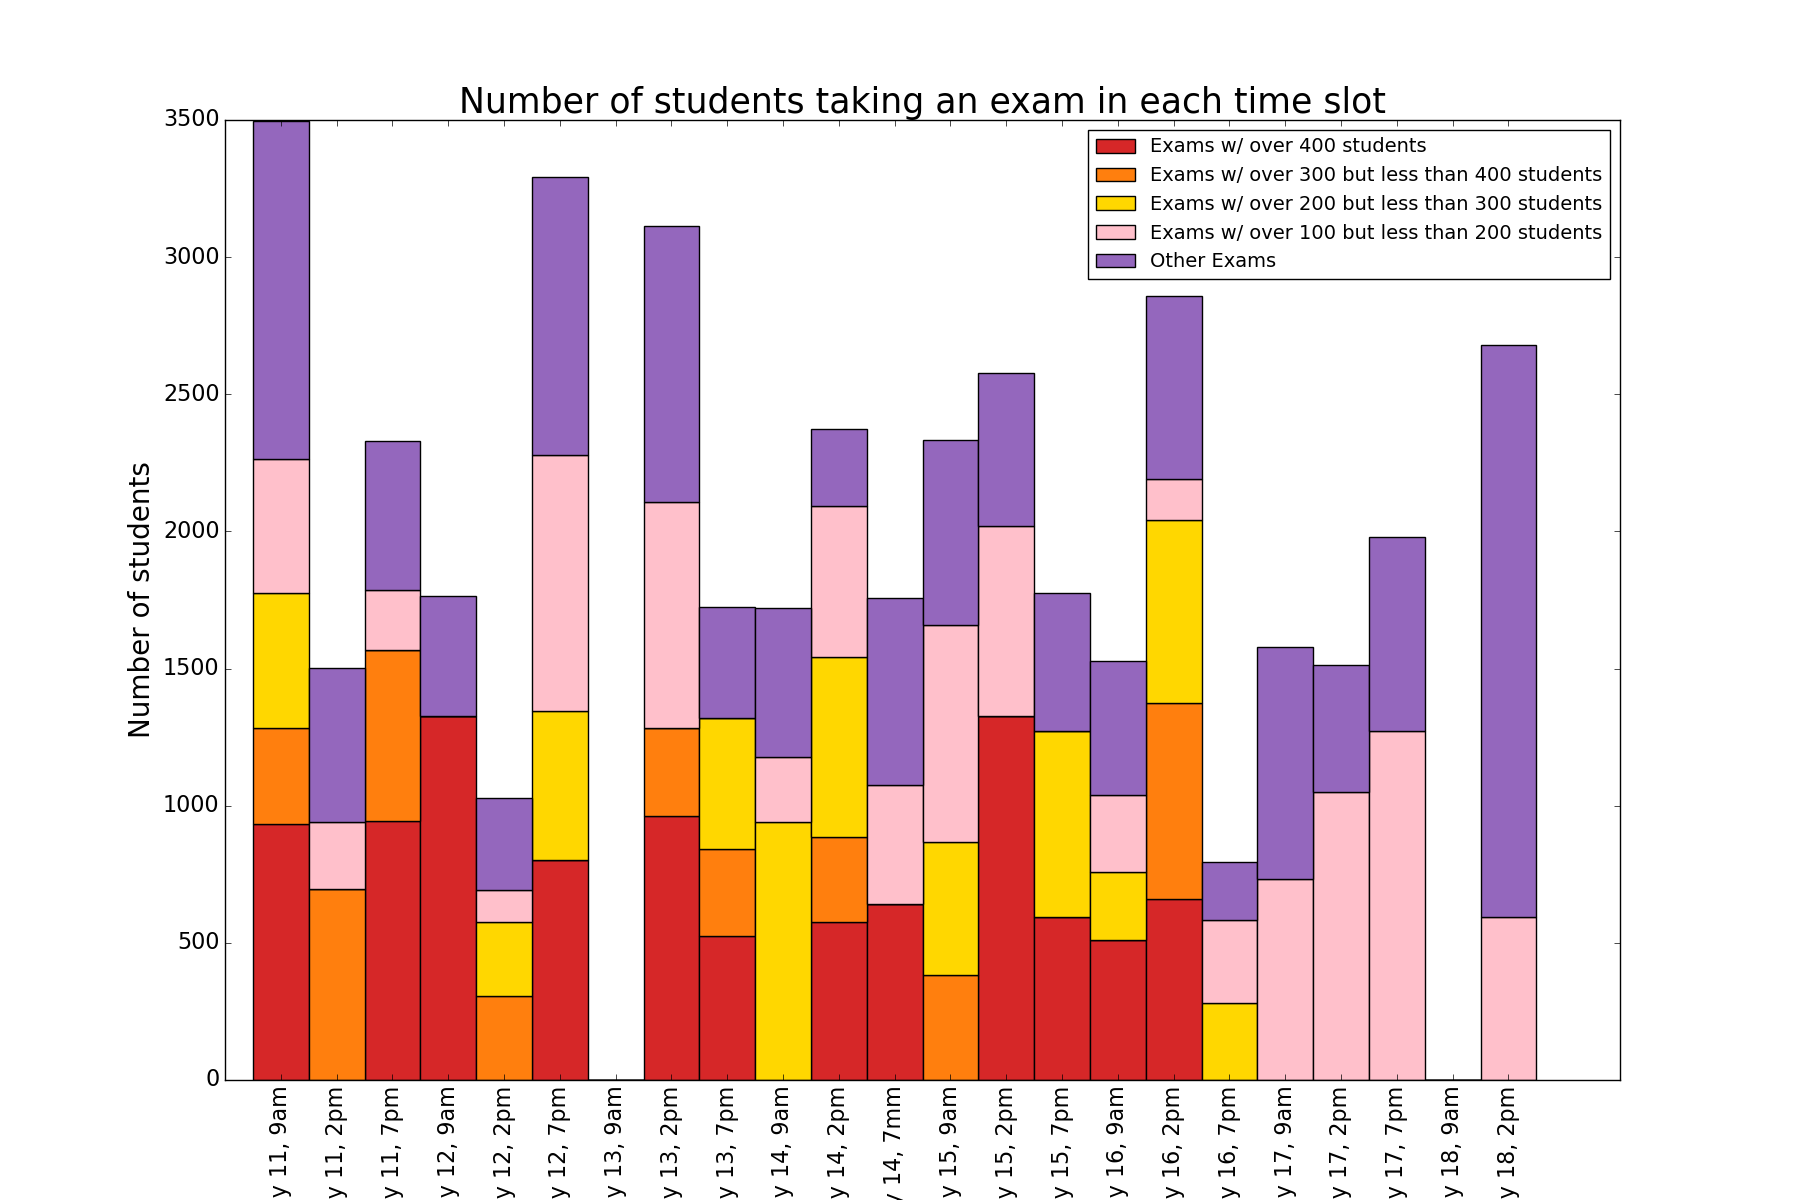 Number of students taking an exam in each time slot
Exams w/ over 400 students
Exams w/ over 300 but less than 400 students
Exams w/ over 200 but less than 300 students
Exams w/ over 100 but less than 200 students
Other Exams
Number of students
3500
3000
2500
2000
1500
1000
500
0
y 11, 9am
y 11, 2pm
y 11, 7pm
y 12, 9am
y 12, 2pm
y 12, 7pm
y 13, 9am
y 13, 2pm
y 13, 7pm
y 14, 9am
y 14, 2pm
y 14, 7mm
y 15, 9am
y 15, 2pm
y 15, 7pm
y 16, 9am
y 16, 2pm
y 16, 7pm
y 17, 9am
y 17, 2pm
y 17, 7pm
y 18, 9am
y 18, 2pm